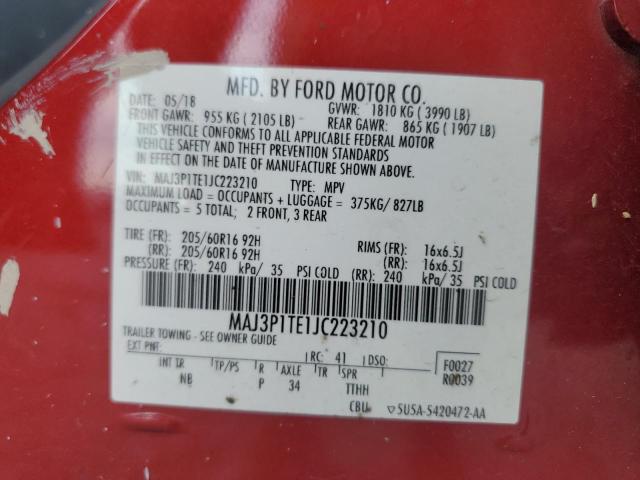 MFD. BY FORD MOTOR CO.
DATE: 05/18 GVWR: 1810 KG ( 3990 LB)
FRONT GAWR: 955 KG ( 2105 LB) REAR GAWR: 865 KG ( 1907 LB)
THIS VEHICLE CONFORMS TO ALL APPLICABLE FEDERAL MOTOR
VEHICLE SAFETY AND THEFT PREVENTION STANDARDS
IN EFFECT ON THE DATE OF MANUFACTURE SHOWN ABOVE.
VIN: MAJ3P1TE1JC223210 TYPE: MPV
MAXIMUM LOAD = OCCUPANTS + LUGGAGE = 375KG/ 827LB
OCCUPANTS = 5 TOTAL; 2 FRONT, 3 REAR
TIRE (FR): 205/60R16 92H RIMS (FR): 16x6.5J
(RR): 205/60R16 92H (RR): 16x6.5J
PRESSURE (FR): 240 kPa/ 35 PSI COLD (RR): 240 kPa/ 35 PSI COLD
MAJ3P1TE1JC223210
TRAILER TOWING - SEE OWNER GUIDE
EXT PNT: RC: 41 DSO: F0027
INT TR TP/PS R AXLE TR SPR R0039
NB P 34 TTHH
CBU 5U5A-5420472-AA